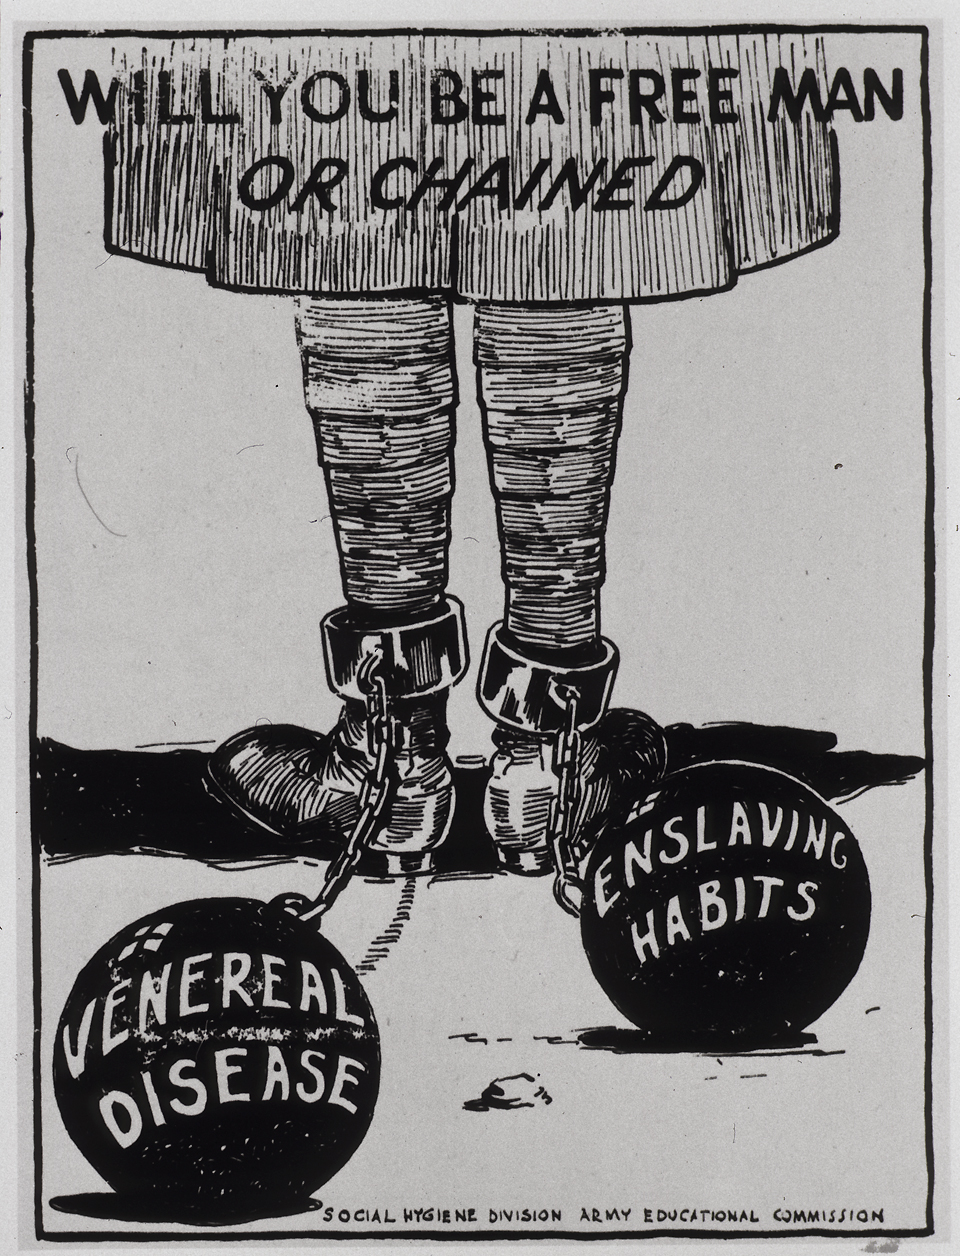 WILL YOU BE A FREE MAN
OR CHAINED
ENSLAVING
HABITS
VENEREAL
DISEASE
SOCIAL HYGIENE DIVISION ARMY EDUCATIONAL COMMISSION